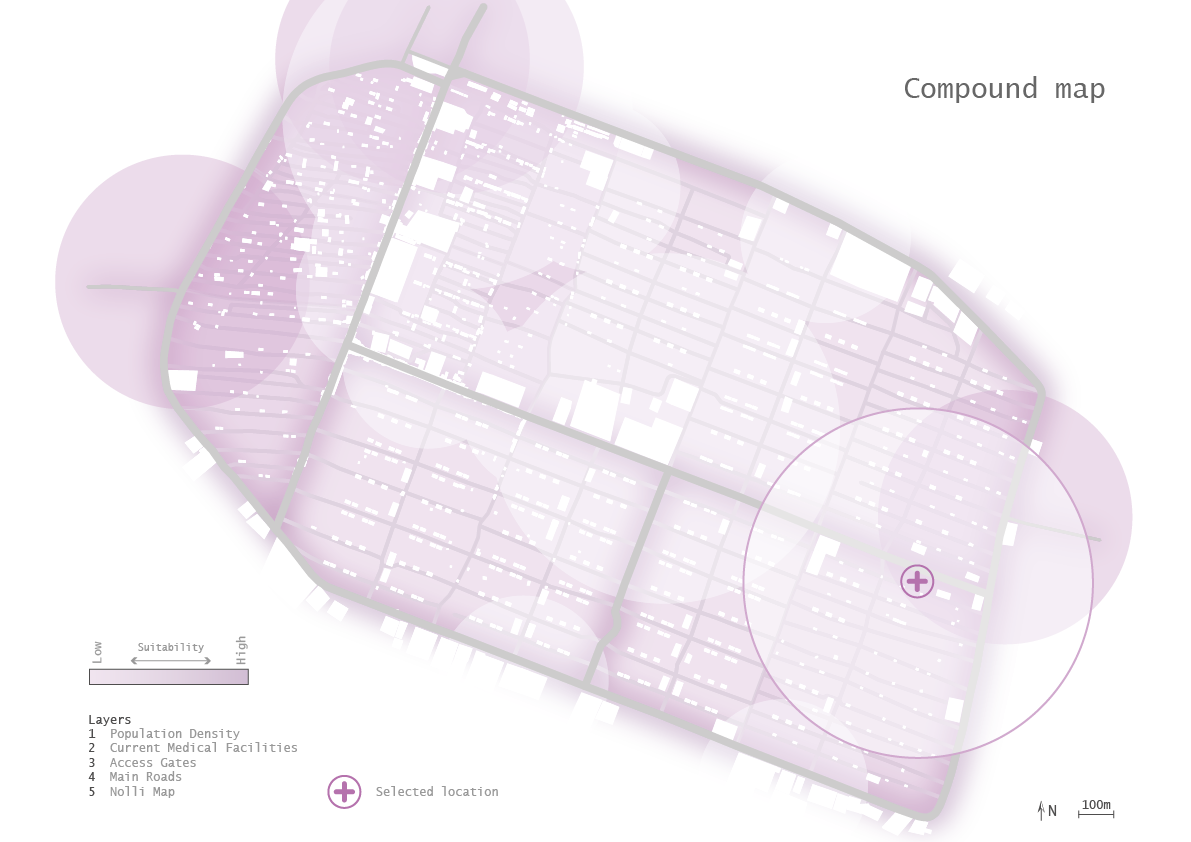 Compound map
Low
Suitability
High
Layers
1 Population Density
2 Current Medical Facilities
3 Access Gates
4 Main Roads
5 Nolli Map
Selected location
N
100m